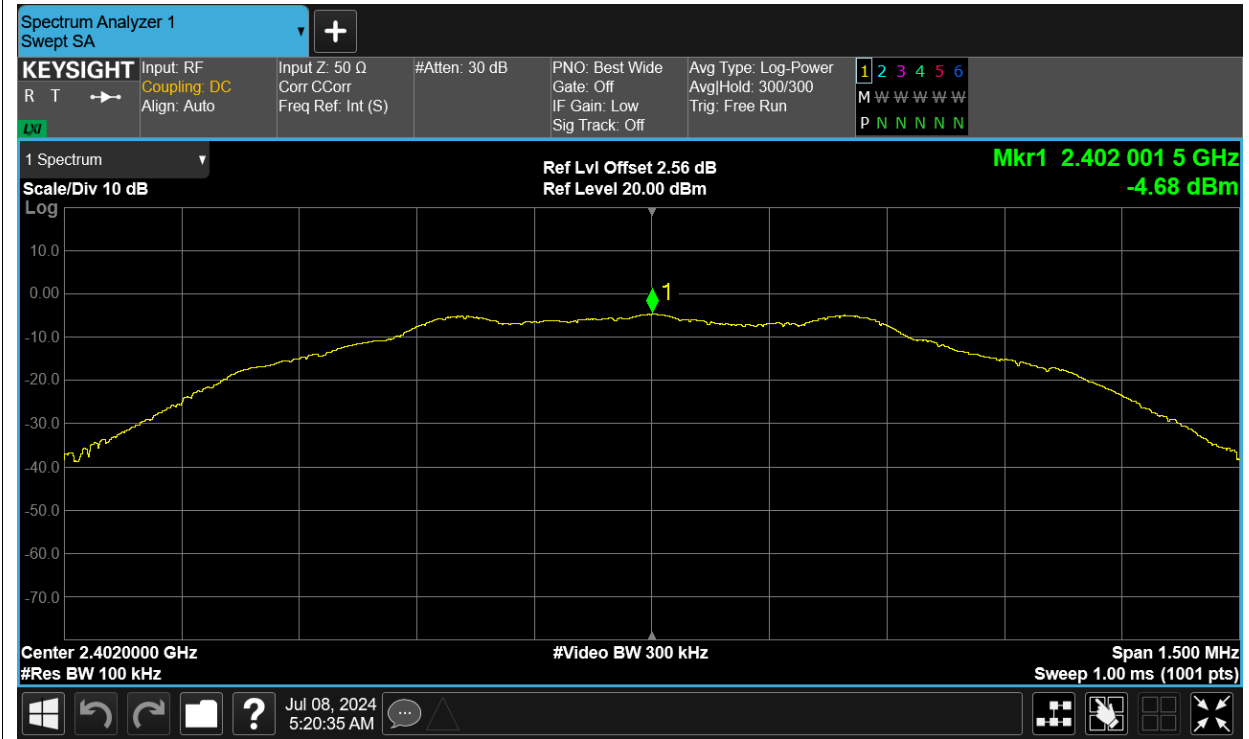 Spectrum Analyzer 1
Swept SA
▼
+
KEYSIGHT Input: RF Input Z: 50 Ω #Atten: 30 dB PNO: Best Wide Avg Type: Log-Power 1 2 3 4 5 6
R T Coupling: DC Corr CCorr Gate: Off Avg|Hold: 300/300 M W W W W W W
Align: Auto Freq Ref: Int (S) IF Gain: Low Trig: Free Run
LXI Sig Track: Off P N N N N N N
1 Spectrum ▼ Ref Lvl Offset 2.56 dB Mkr1 2.402 001 5 GHz
Scale/Div 10 dB Ref Level 20.00 dBm -4.68 dBm
Log
10.0
0.00 1
-10.0
-20.0
-30.0
-40.0
-50.0
-60.0
-70.0
Center 2.4020000 GHz #Video BW 300 kHz Span 1.500 MHz
#Res BW 100 kHz Sweep 1.00 ms (1001 pts)
? Jul 08, 2024
5:20:35 AM